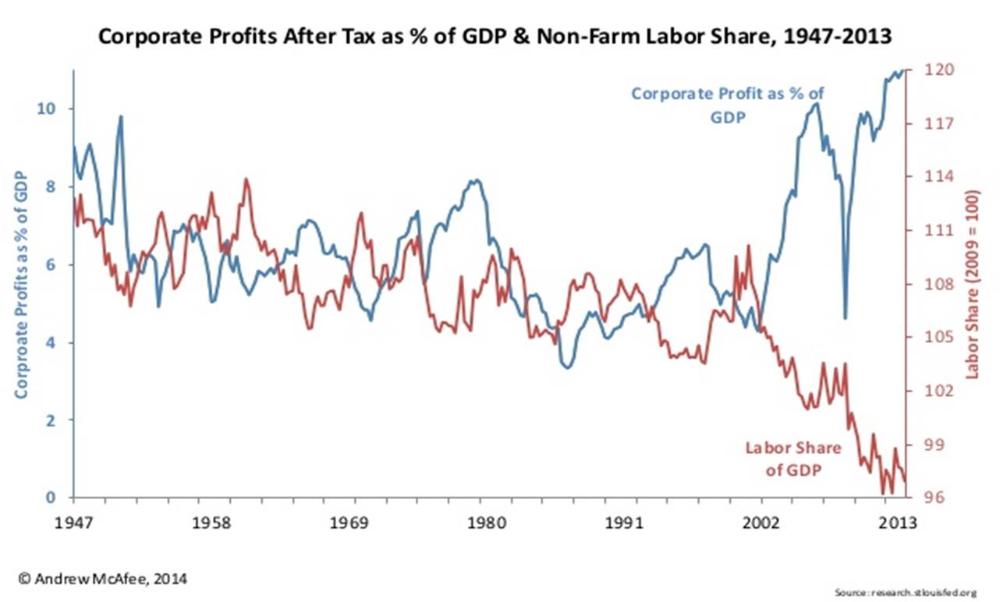 Corporate Profits After Tax as % of GDP & Non-Farm Labor Share, 1947-2013
Corproate Profits as % of GDP
10
8
6
4
2
0
Corporate Profit as % of
GDP
Labor Share
of GDP
120
117
114
111
108
105
102
99
96
Labor Share (2009 = 100)
1947 1958 1969 1980 1991 2002 2013
© Andrew McAfee, 2014
Source: research.stlouisfed.org